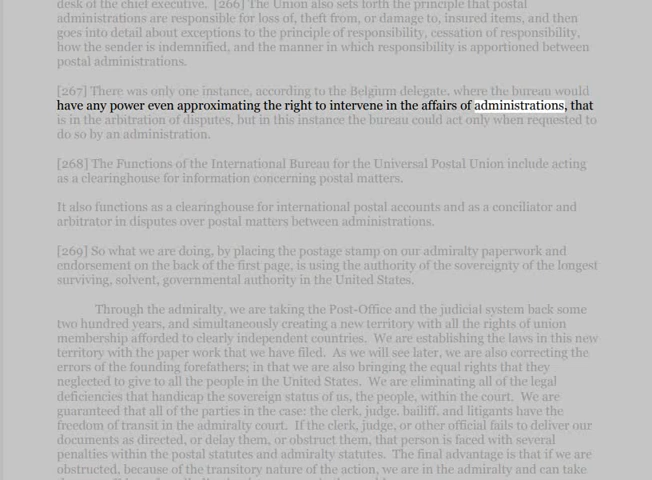 desk of the chief executive.  [266] The Union also sets forth the principle that postal
administrations are responsible for loss of, theft from, or damage to, insured items, and then
goes into detail about exceptions to the principle of responsibility, cessation of responsibility,
how the sender is indemnified, and the manner in which responsibility is apportioned between
postal administrations.
[267] There was only one instance, according to the Belgium delegate, where the bureau would
have any power even approximating the right to intervene in the affairs of administrations, that
is in the arbitration of disputes, but in this instance the bureau could act only when requested to
do so by an administration.
[268] The Functions of the International Bureau for the Universal Postal Union include acting
as a clearinghouse for information concerning postal matters.
It also functions as a clearinghouse for international postal accounts and as a conciliator and
arbitrator in disputes over postal matters between administrations.
[269] So what we are doing, by placing the postage stamp on our admiralty paperwork and
endorsement on the back of the first page, is using the authority of the sovereignty of the longest
surviving, solvent, governmental authority in the United States.
Through the admiralty, we are taking the Post-Office and the judicial system back some
two hundred years, and simultaneously creating a new territory with all the rights of union
membership afforded to clearly independent countries.  We are establishing the laws in this new
territory with the paper work that we have filed.  As we will see later, we are also correcting the
errors of the founding forefathers; in that we are also bringing the equal rights that they
neglected to give to all the people in the United States.  We are eliminating all of the legal
deficiencies that handicap the sovereign status of us, the people, within the court.  We are
guaranteed that all of the parties in the case: the clerk, judge, bailiff, and litigants have the
freedom of transit in the admiralty court.  If the clerk, judge, or other official fails to deliver our
documents as directed, or delay them, or obstruct them, that person is faced with several
penalties within the postal statutes and admiralty statutes.  The final advantage is that if we are
obstructed, because of the transitory nature of the action, we are in the admiralty and can take